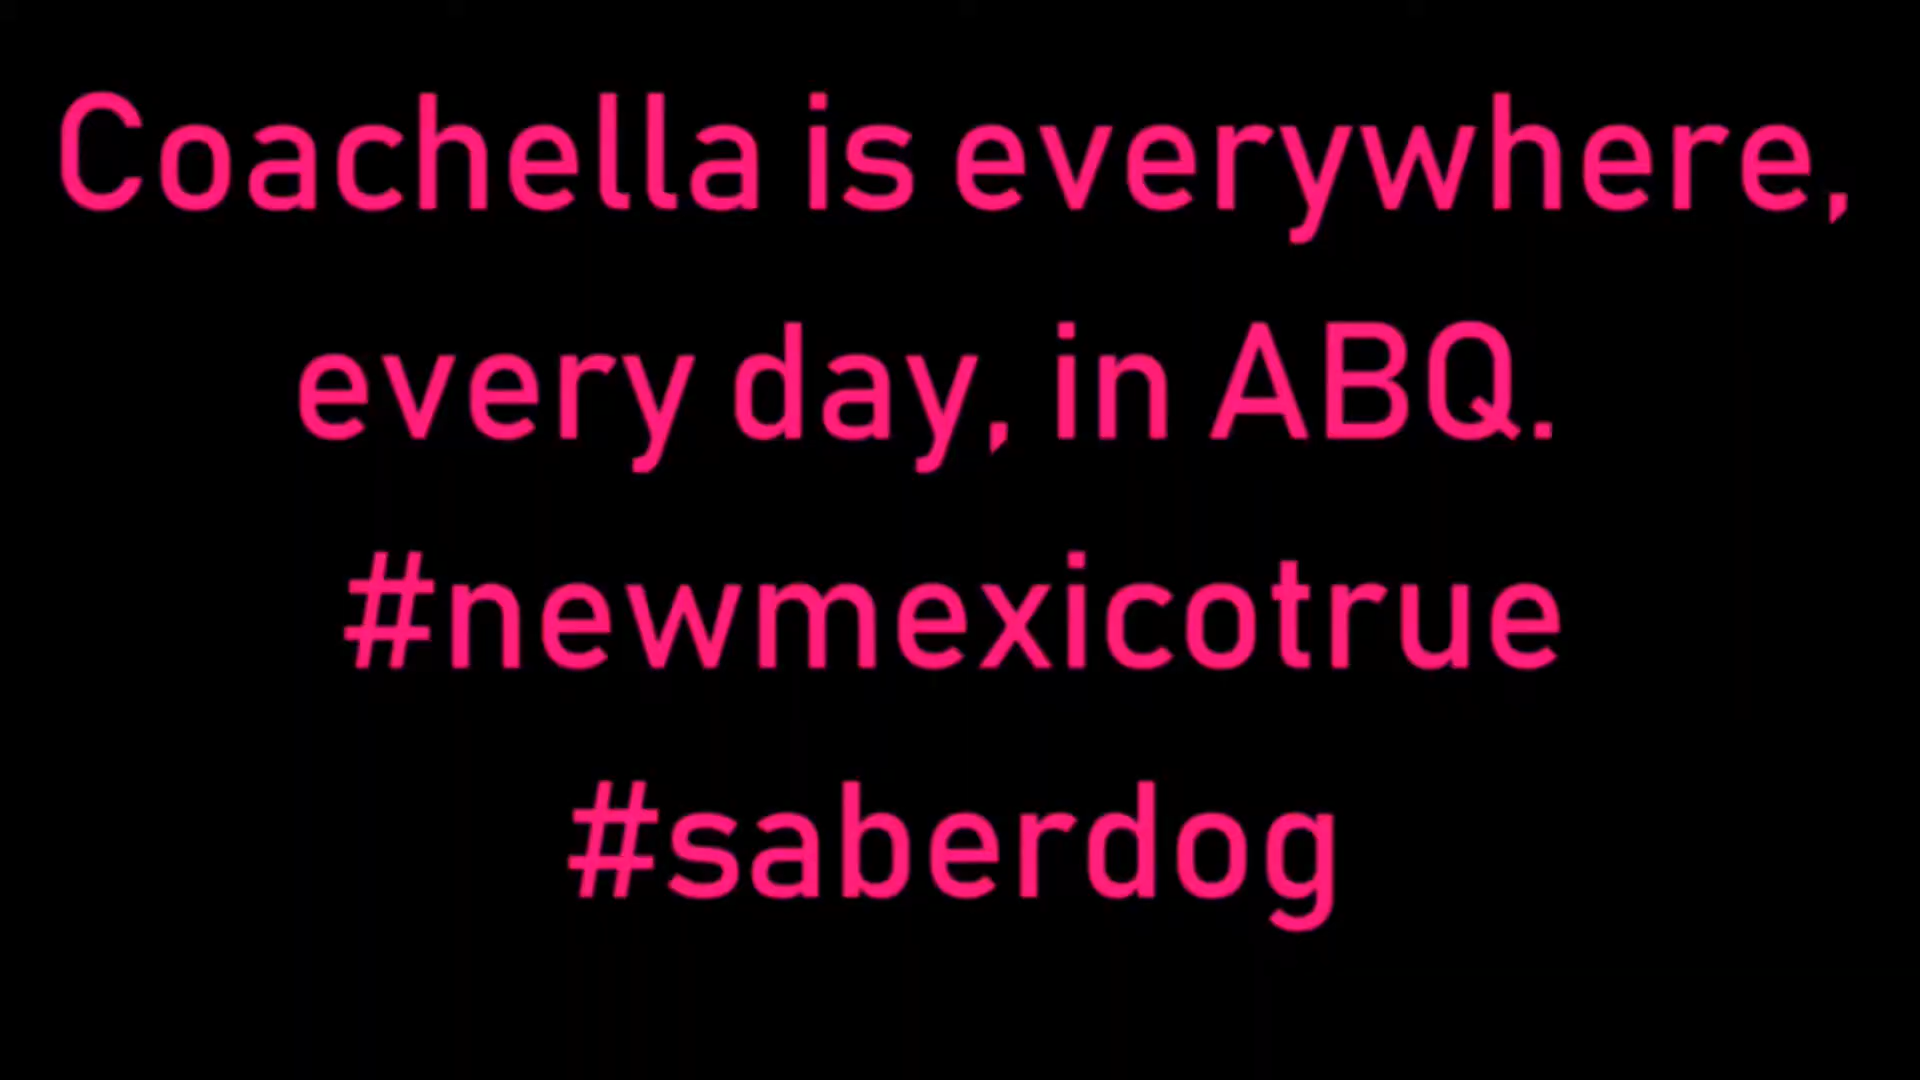 Coachella is everywhere,
every day, in ABQ.
#newmexicotrue
#saberdog